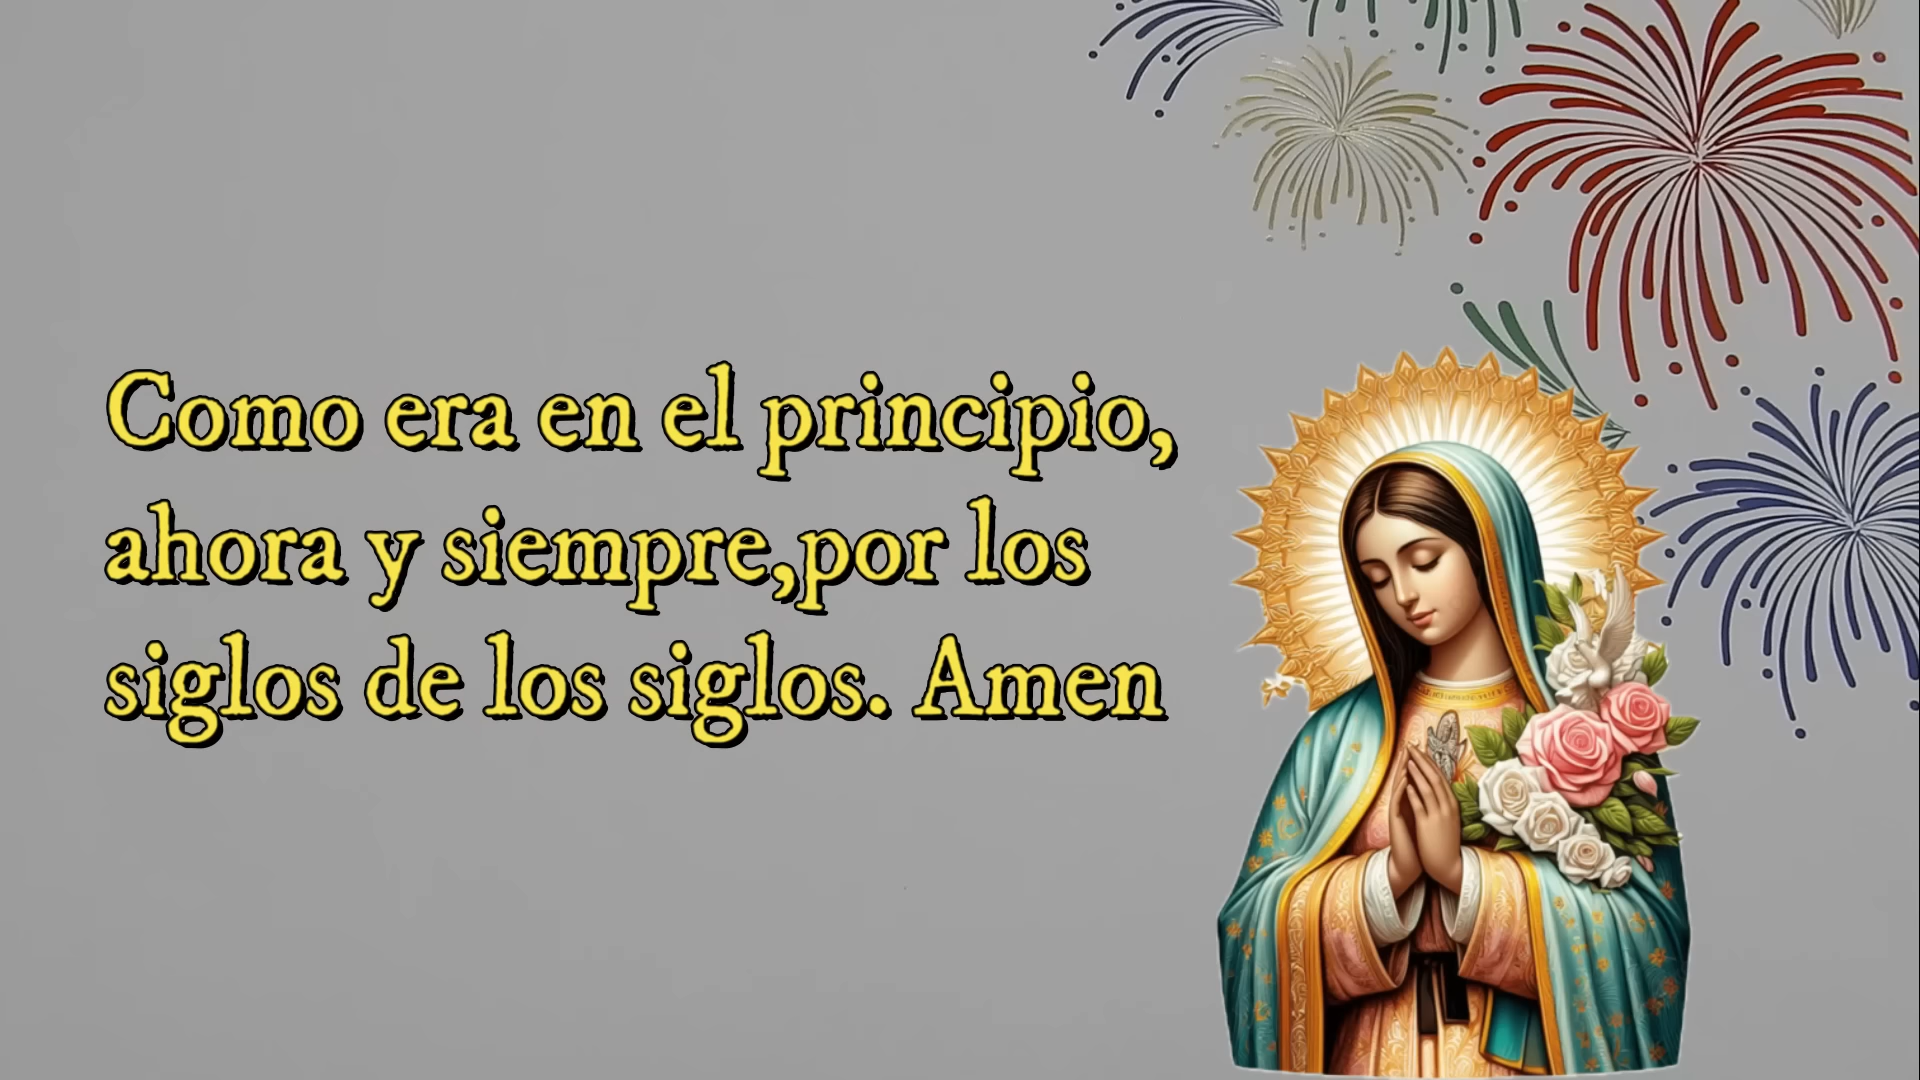 Como era en el principio,
ahora y siempre,por los
siglos de los siglos. Amen